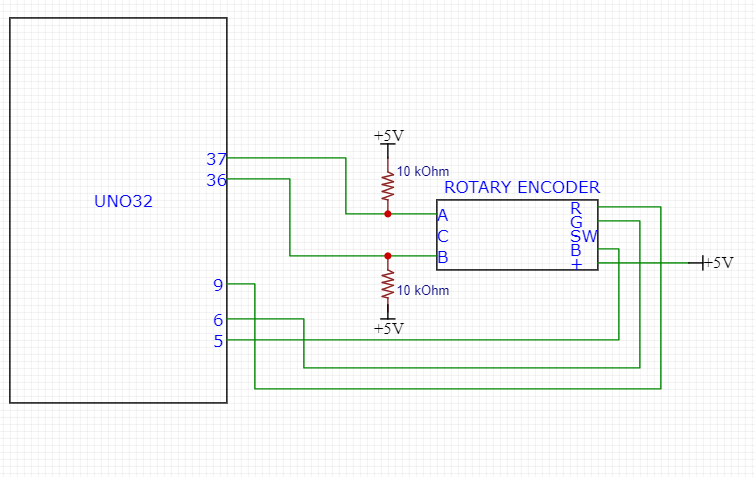 +5V
37
10 kOhm
36
ROTARY ENCODER
UNO32
R
A
G
C
SW
B
B
+
+5V
9
10 kOhm
6
+5V
5